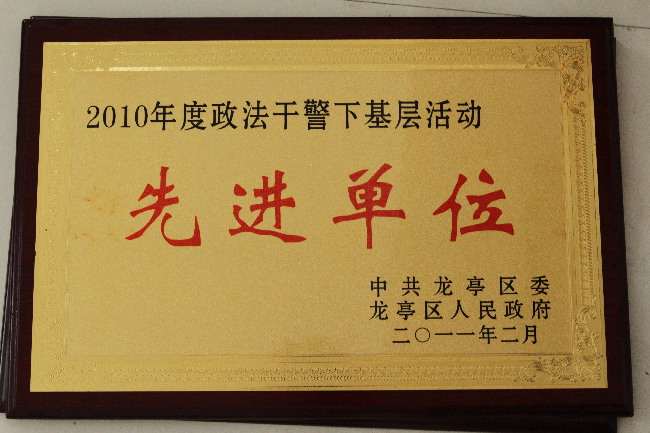 2010年度政法干警下基层活动
先进单位
中共龙亭区委
龙亭区人民政府
二〇一一年二月